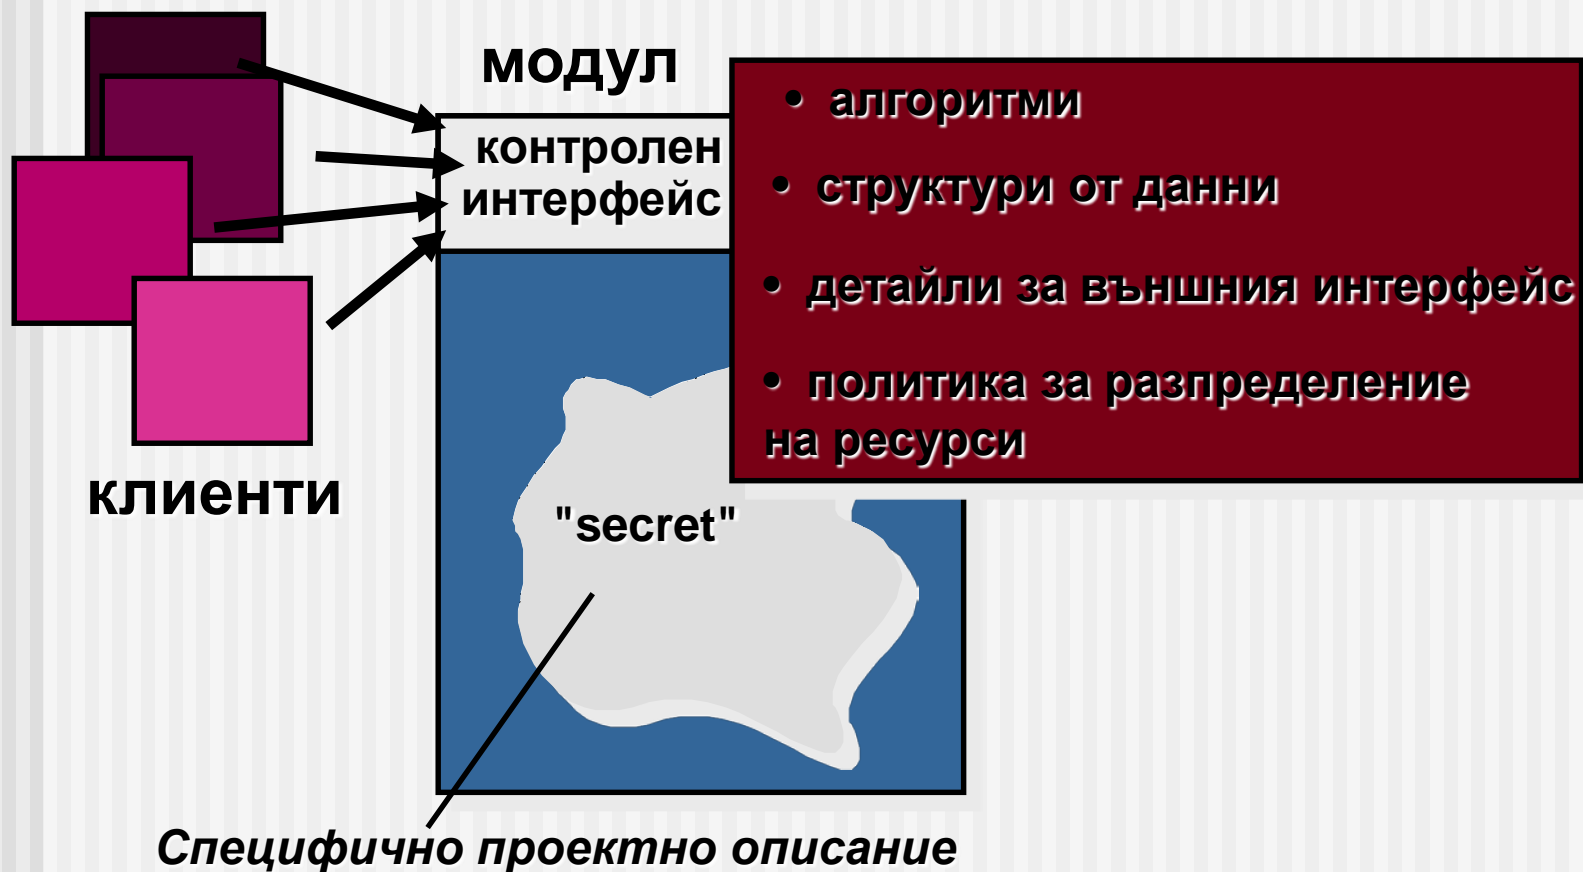 модул
контролен
интерфейс
• алгоритми
• структури от данни
• детайли за външния интерфейс
• политика за разпределение
на ресурси
клиенти
"secret"
Специфично проектно описание